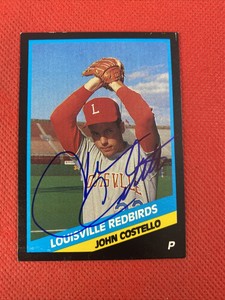 L
LOUISVILLE REDBIRDS
JOHN COSTELLO
P